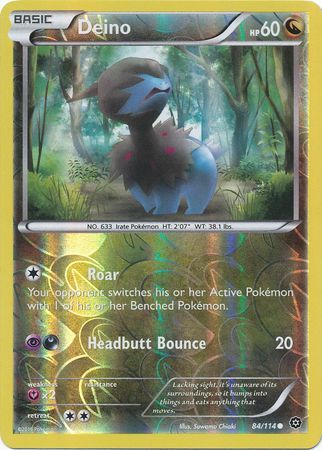 BASIC
Deino
HP60
NO. 633 Irate Pokémon HT: 2'07" WT: 38.1 lbs.
Roar
Your opponent switches his or her Active Pokémon
with 1 of his or her Benched Pokémon.
Headbutt Bounce 20
weakness
×2
resistance
retreat
Lacking sight, it's unaware of its
surroundings, so it bumps into
things and eats anything that
moves.
©2016 Pokémon
Illus. Sawamo Chiaki
84/114